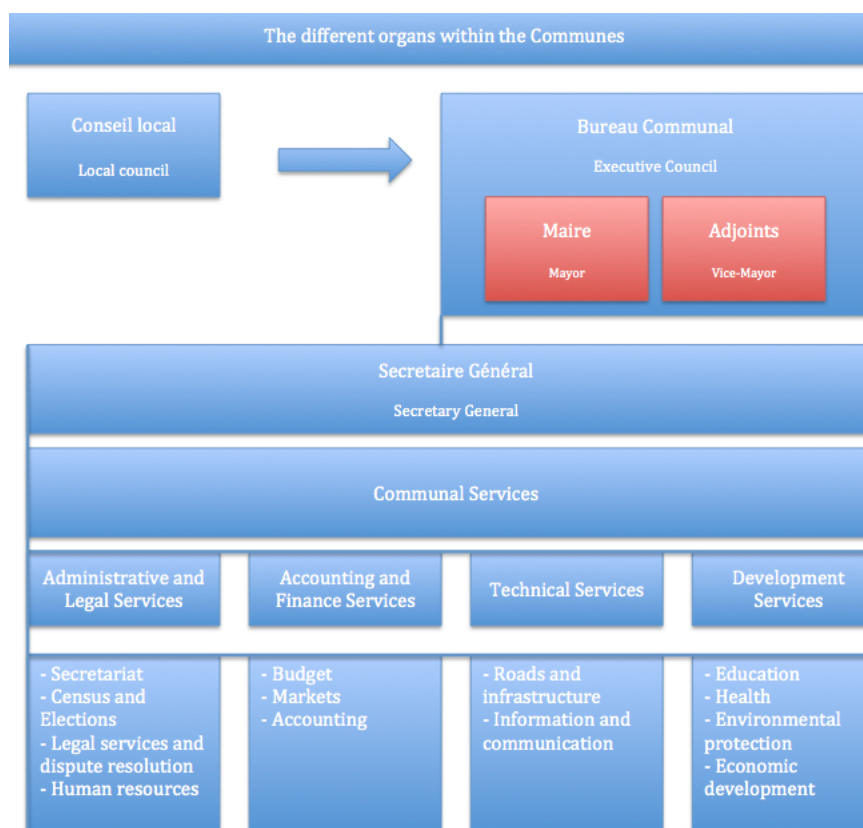 The different organs within the Communes
Conseil local
Local council
Bureau Communal
Executive Council
Maire
Mayor
Adjoints
Vice-Mayor
Secretaire Général
Secretary General
Communal Services
Administrative and
Legal Services
Accounting and
Finance Services
Technical Services
Development
Services
- Secretariat
- Census and
Elections
- Legal services and
dispute resolution
- Human resources
- Budget
- Markets
- Accounting
- Roads and
infrastructure
- Information and
communication
- Education
- Health
- Environmental
protection
- Economic
development